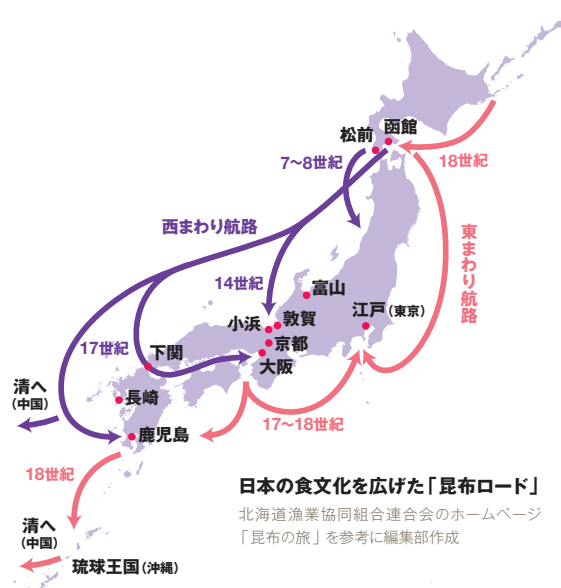 松前
函館
7〜8世紀
18世紀
西まわり航路
東まわり航路
14世紀
富山
江戸（東京）
小浜
敦賀
京都
大阪
17世紀
下関
清へ
（中国）
長崎
鹿児島
17〜18世紀
18世紀
清へ
（中国）
琉球王国（沖縄）
日本の食文化を広げた「昆布ロード」
北海道漁業協同組合連合会のホームページ
「昆布の旅」を参考に編集部作成